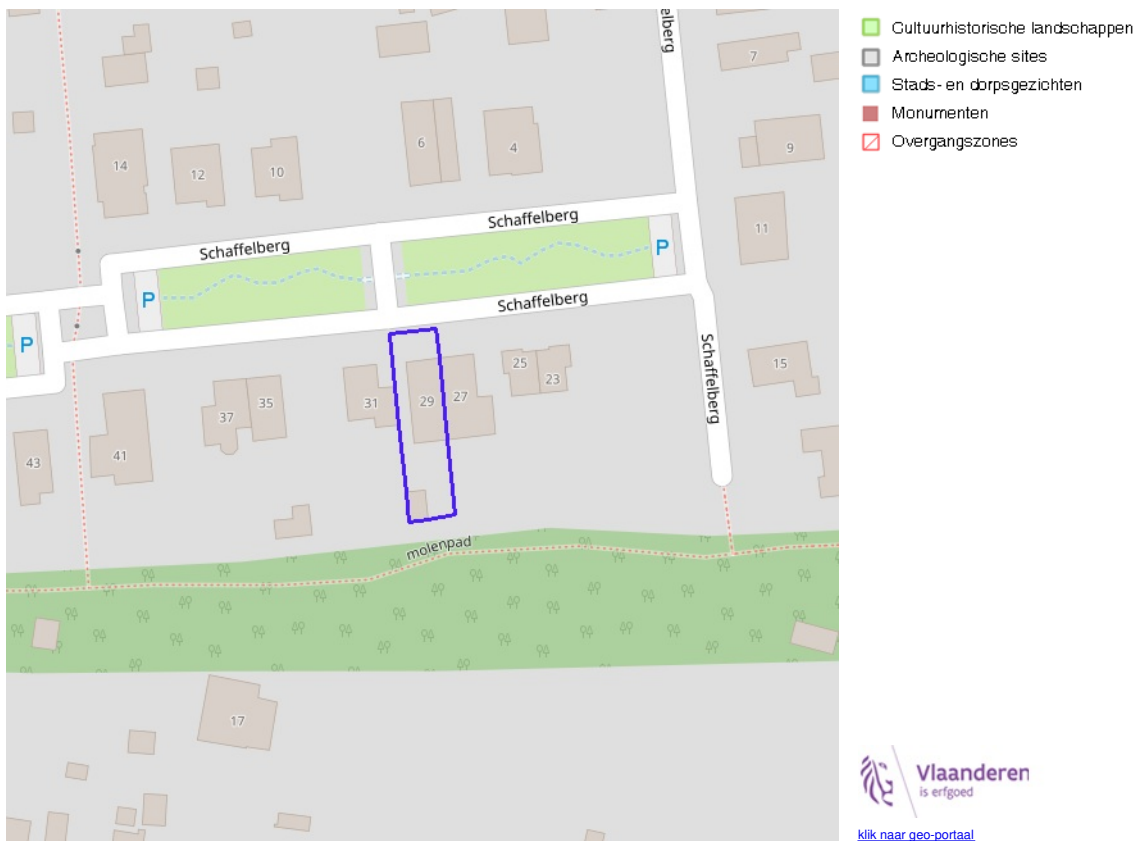 elberg
7
14
12
10
6
4
9
11
Schaffelberg
Schaffelberg
P
P
P
Schaffelberg
Schaffelberg
15
25
23
31
29
27
37
35
41
43
molenpad
17
Cultuurhistorische landschappen
Archeologische sites
Stads- en dorpsgezichten
Monumenten
Overgangszones
Vlaanderen
is erfgoed
klik naar geo-portaal